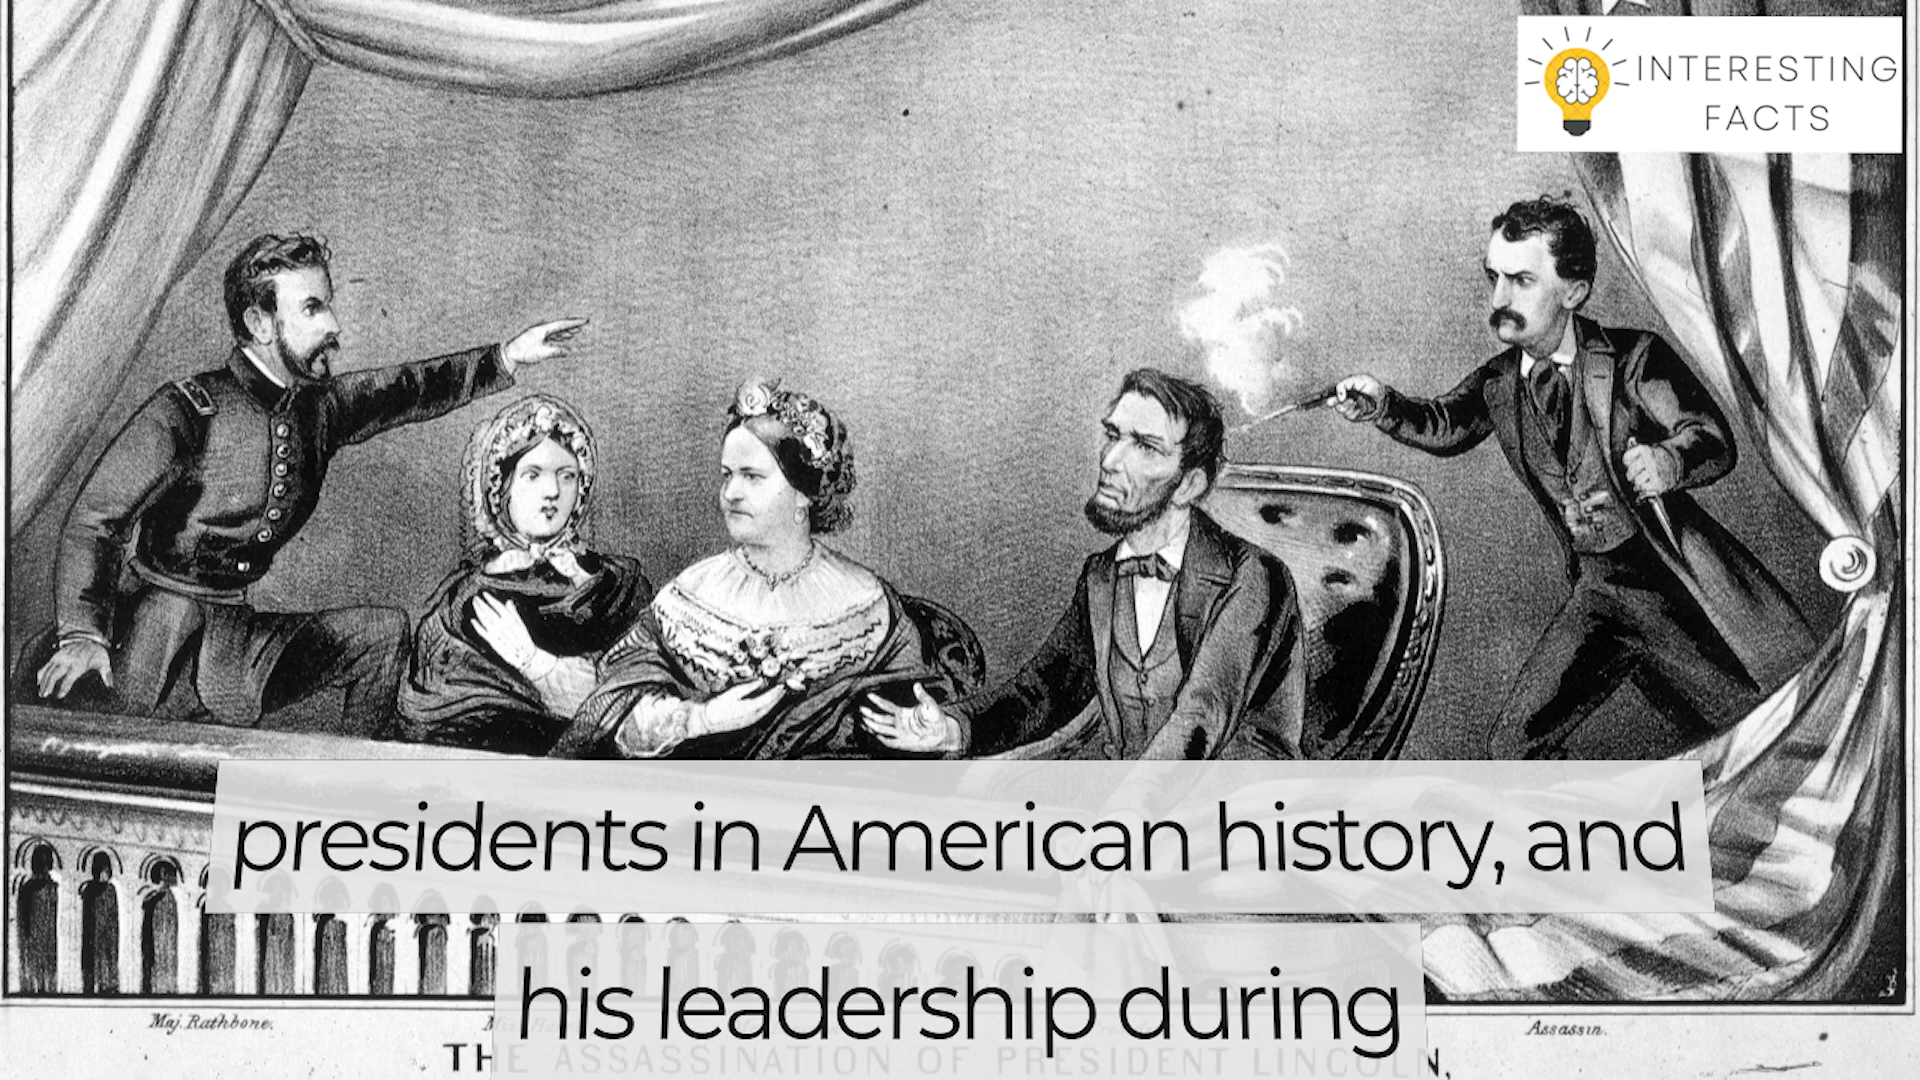 INTERESTING
FACTS
presidents in American history, and
his leadership during
Maj. Rathbone.
Assassin.
THE ASSASSINATION OF PRESIDENT LINCOLN,